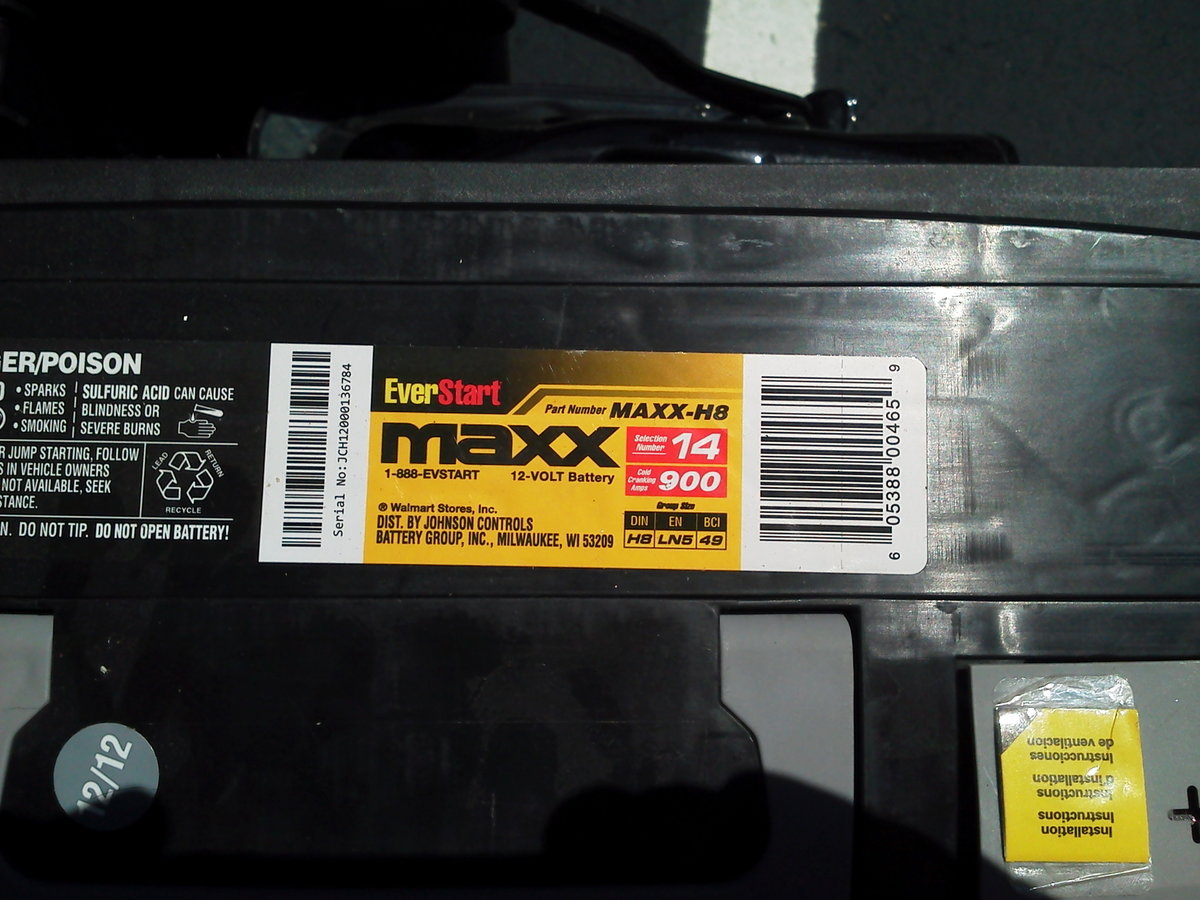 SPARKS
FLAMES
SMOKING
SULFURIC ACID CAN CAUSE
BLINDNESS OR
SEVERE BURNS
/POISON
JUMP STARTING, FOLLOW
IN VEHICLE OWNERS
NOT AVAILABLE, SEEK
LEAD
RETURN
RECYCLE
DO NOT TIP. DO NOT OPEN BATTERY!
Serial No:JCH12000136784
EverStart
Part Number MAXX-H8
maxx
Selection Number 14
1-888-EVSTART 12-VOLT Battery
Cold Cranking Amps 900
® Walmart Stores, Inc.
DIST. BY JOHNSON CONTROLS
BATTERY GROUP, INC., MILWAUKEE, WI 53209
Group Size
DIN EN BCI
H8 LN5 49
6 05388 00465 9
12/12
Installation
Instructions
Instructions
d'installation
Instrucciones
de ventilacion
+